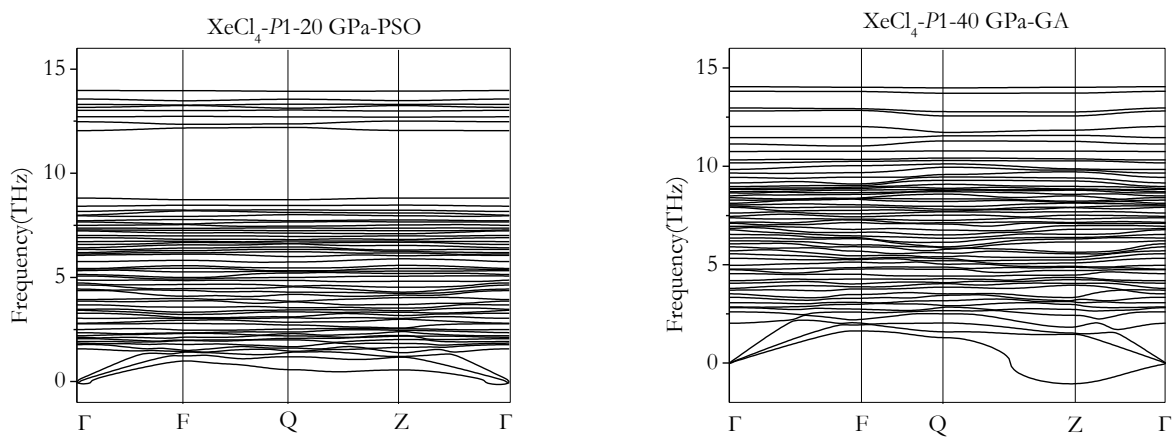 XeCl4-P1-20 GPa-PSO
15
10
5
0
Frequency(THz)
Γ F Q Z Γ
XeCl4-P1-40 GPa-GA
15
10
5
0
Frequency(THz)
Γ F Q Z Γ